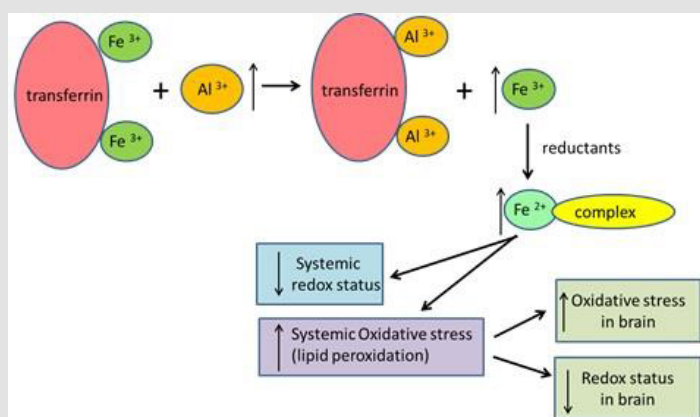 Fe 3+
transferrin
Fe 3+
+
Al 3+
transferrin
Al 3+
Al 3+
+
Fe 3+
reductants
Fe 2+
complex
Systemic
redox status
Systemic Oxidative stress
(lipid peroxidation)
Oxidative stress
in brain
Redox status
in brain